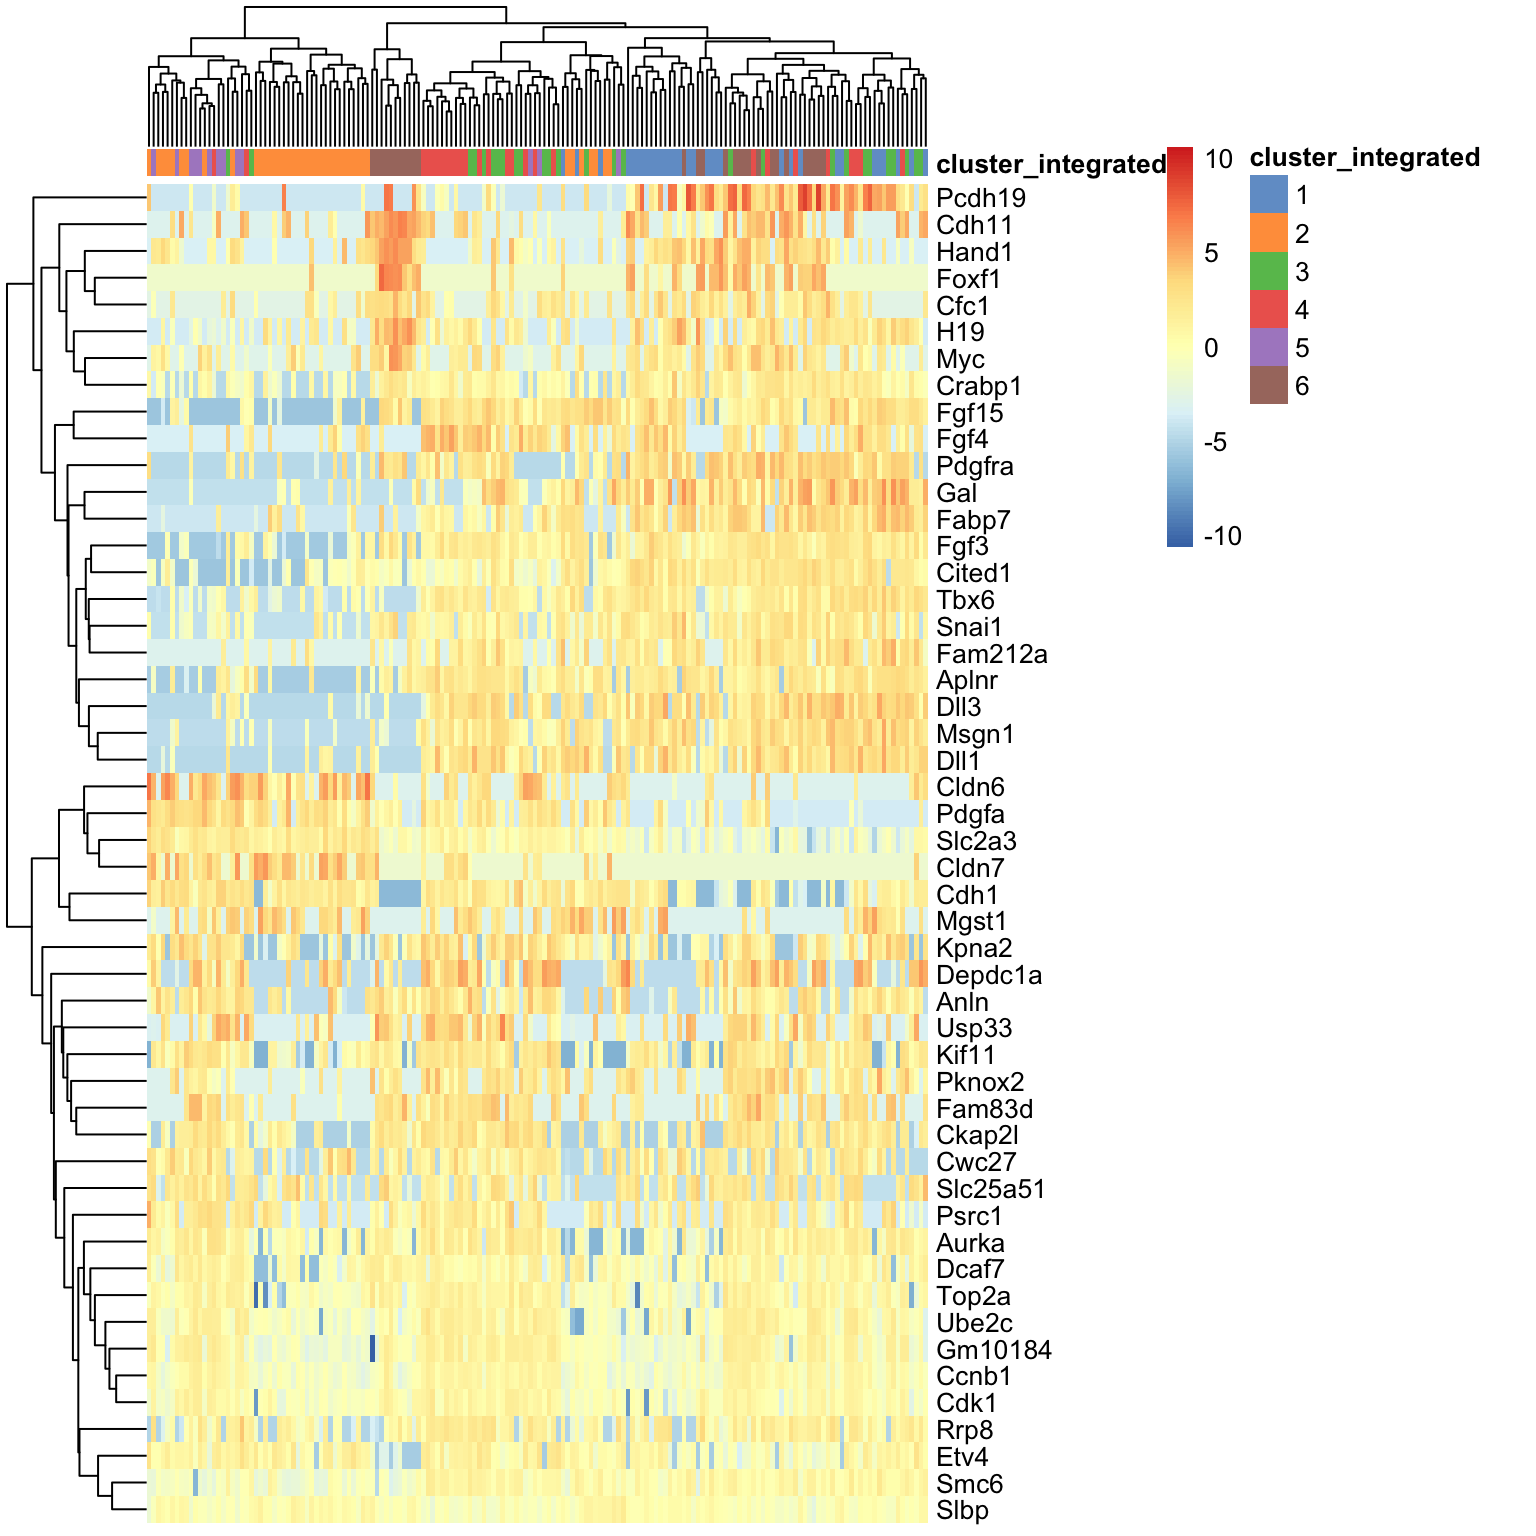 cluster_integrated
Pcdh19
Cdh11
Hand1
Foxf1
Cfc1
H19
Myc
Crabp1
Fgf15
Fgf4
Pdgfra
Gal
Fabp7
Fgf3
Cited1
Tbx6
Snai1
Fam212a
Aplnr
Dll3
Msgn1
Dll1
Cldn6
Pdgfa
Slc2a3
Cldn7
Cdh1
Mgst1
Kpna2
Depdc1a
Anln
Usp33
Kif11
Pknox2
Fam83d
Ckap2l
Cwc27
Slc25a51
Psrc1
Aurka
Dcaf7
Top2a
Ube2c
Gm10184
Ccnb1
Cdk1
Rrp8
Etv4
Smc6
Slbp
10
5
0
-5
-10
cluster_integrated
1
2
3
4
5
6